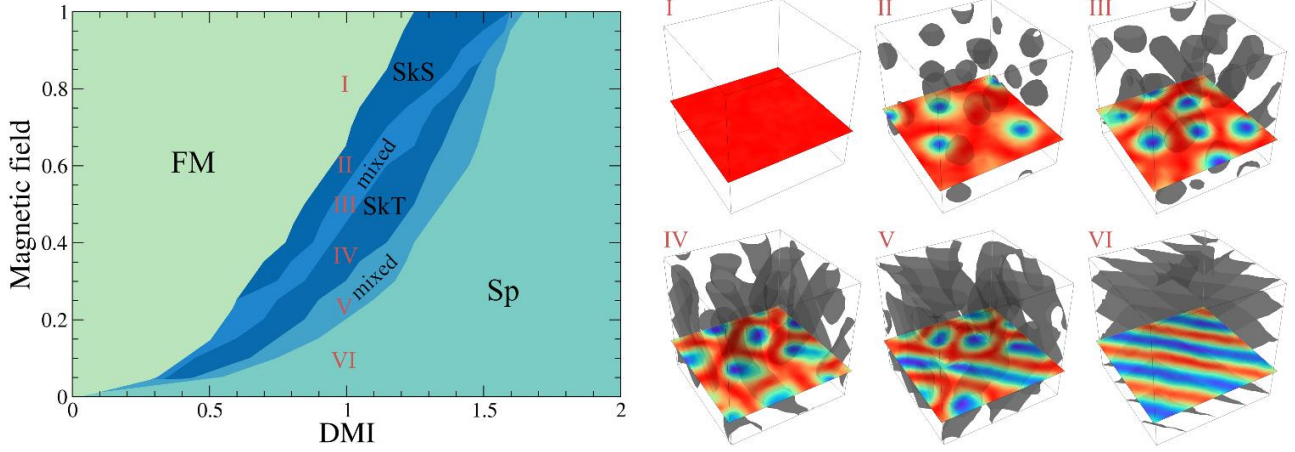 Magnetic field
1
0.8
0.6
0.4
0.2
0
0
0.5
1
1.5
2
DMI
FM
SkS
mixed
SkT
mixed
Sp
I
II
III
IV
V
VI
I
II
III
IV
V
VI